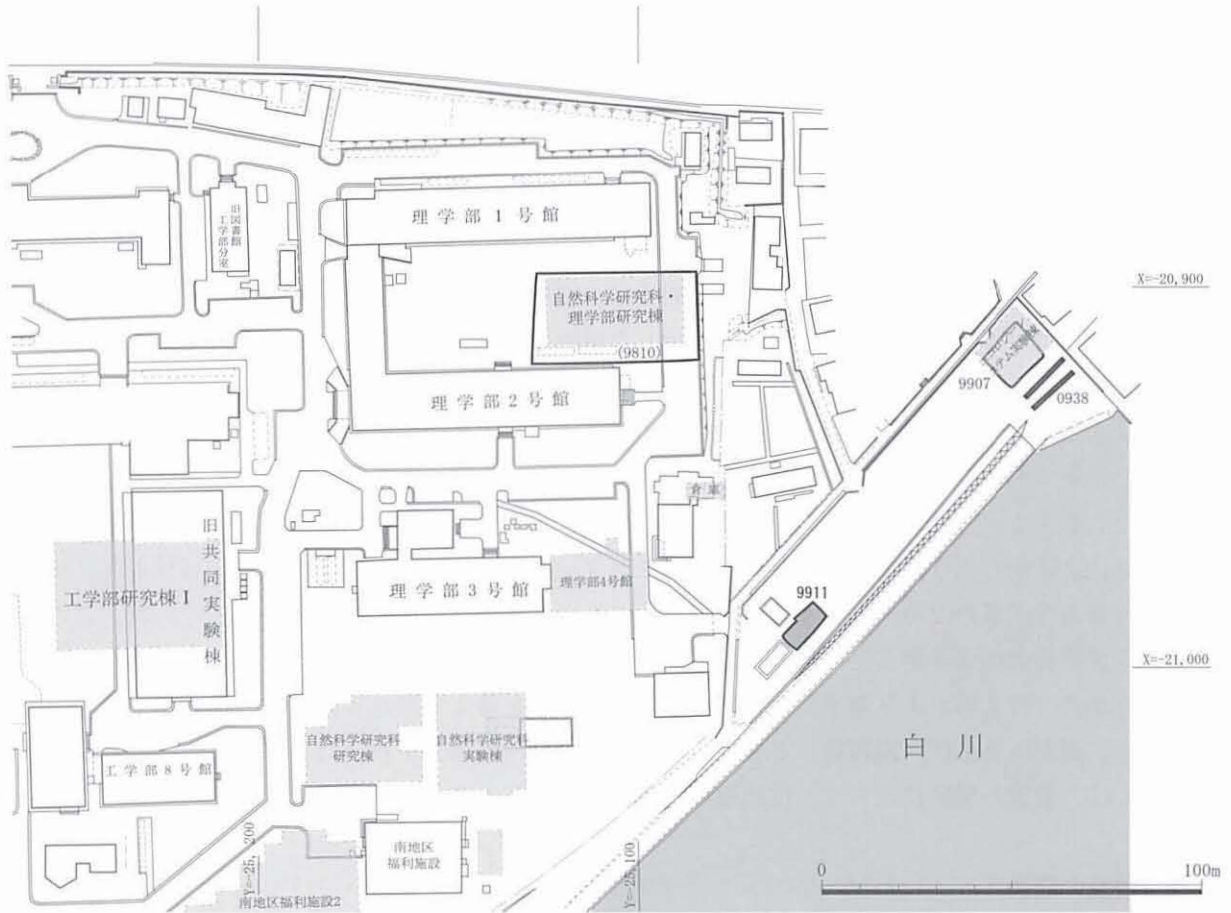 理学部1号館
旧図書館
工学部分室
自然科学研究科・
理学部研究棟
(9810)
X=-20,900
理学部2号館
9907
0938
倉庫
旧共同実験棟
工学部研究棟Ⅰ
理学部3号館
理学部4号館
9911
X=-21,000
自然科学研究科
研究棟
自然科学研究科
実験棟
白川
工学部8号館
南地区
福利施設
Y=-25,200
Y=-25,100
南地区福利施設2
0
100m